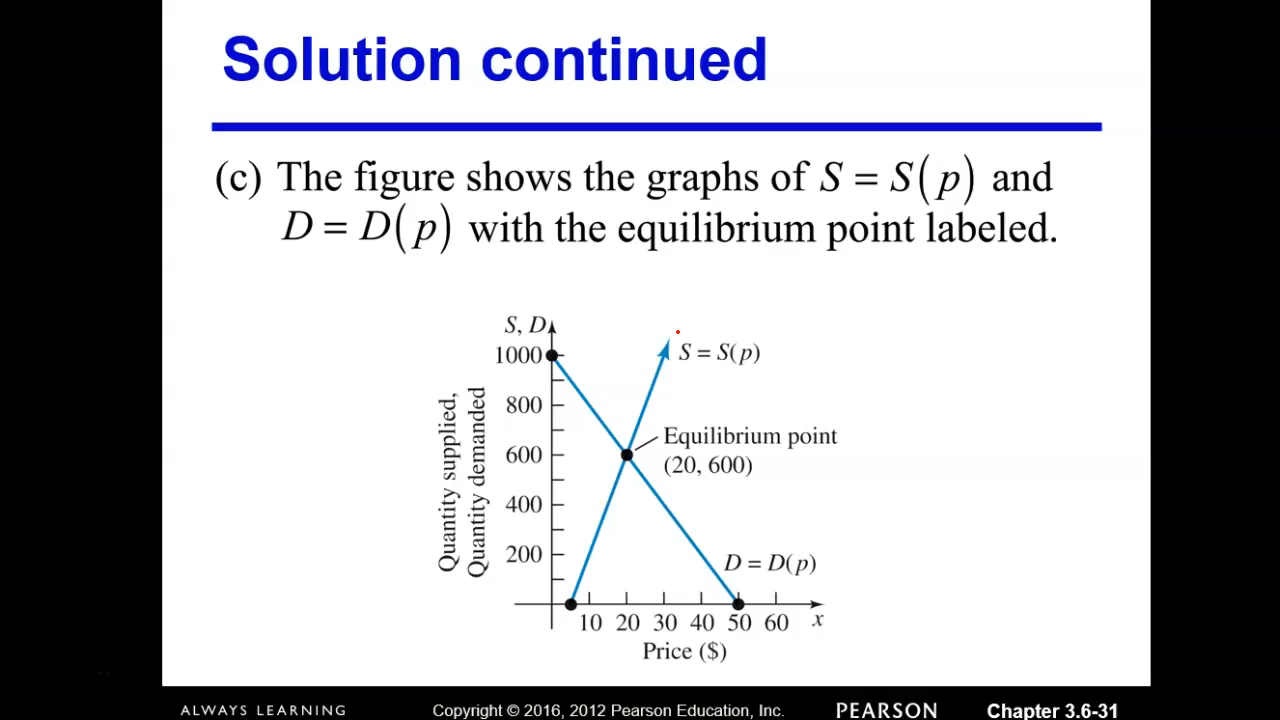 Solution continued
(c) The figure shows the graphs of S = S(p) and
D = D(p) with the equilibrium point labeled.
S, D
1000
800
600
400
200
Quantity supplied,
Quantity demanded
S = S(p)
Equilibrium point
(20, 600)
D = D(p)
10 20 30 40 50 60 x
Price ($)
ALWAYS LEARNING
Copyright © 2016, 2012 Pearson Education, Inc.
PEARSON
Chapter 3.6-31